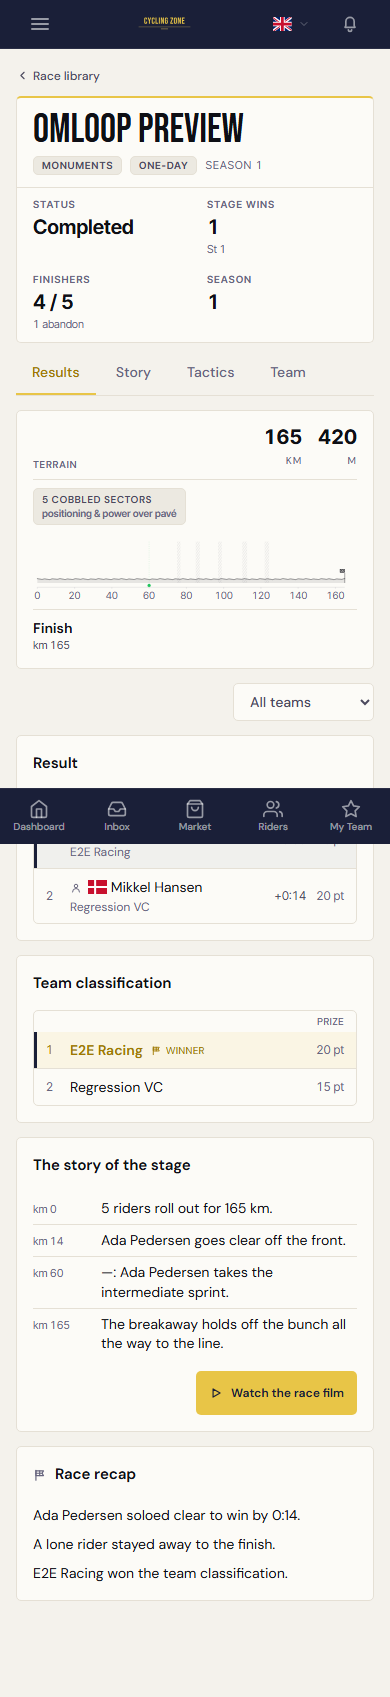 CYCLING ZONE
Race library
OMLOOP PREVIEW
MONUMENTS ONE-DAY SEASON 1
STATUS STAGE WINS
Completed 1
St 1
FINISHERS SEASON
4 / 5 1
1 abandon
Results Story Tactics Team
165 420
TERRAIN KM M
5 COBBLED SECTORS
positioning & power over pavé
0 20 40 60 80 100 120 140 160
Finish
km 165
All teams
Result
Dashboard Inbox Market Riders My Team
E2E Racing
2 Mikkel Hansen +0:14 20 pt
Regression VC
Team classification
PRIZE
1 E2E Racing WINNER 20 pt
2 Regression VC 15 pt
The story of the stage
km 0 5 riders roll out for 165 km.
km 14 Ada Pedersen goes clear off the front.
km 60 —: Ada Pedersen takes the
intermediate sprint.
km 165 The breakaway holds off the bunch all
the way to the line.
Watch the race film
Race recap
Ada Pedersen soloed clear to win by 0:14.
A lone rider stayed away to the finish.
E2E Racing won the team classification.